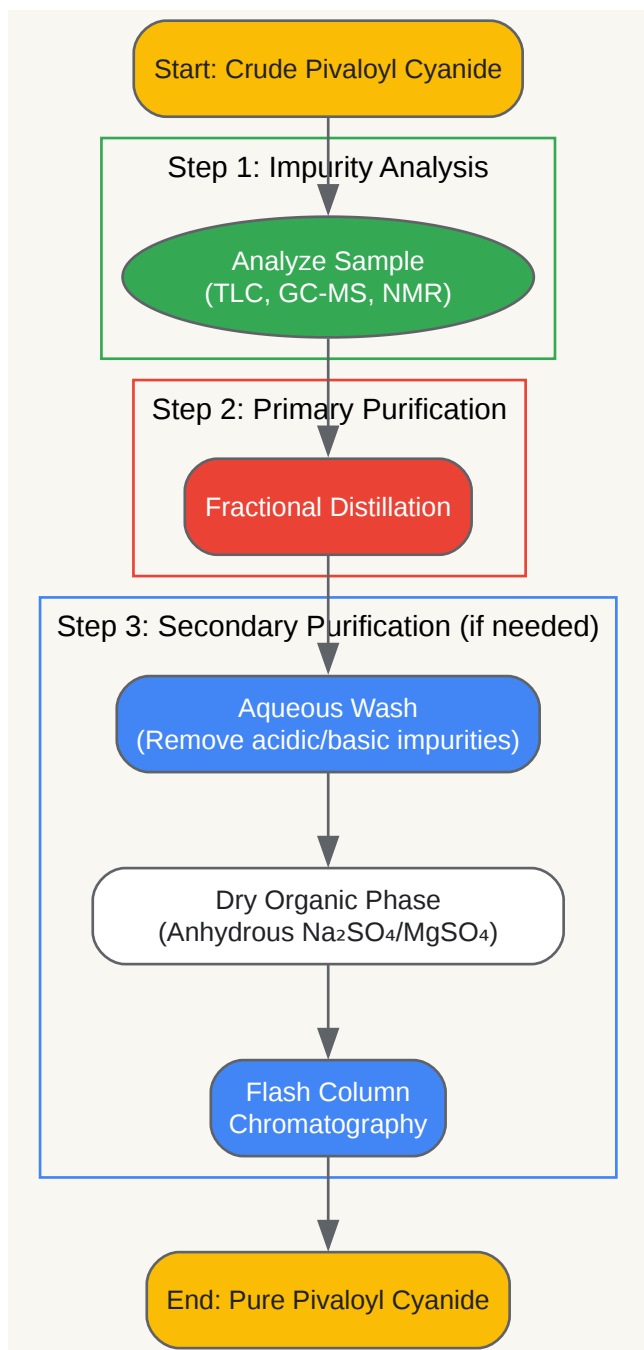 Start: Crude Pivaloyl Cyanide
Step 1: Impurity Analysis
Analyze Sample
(TLC, GC-MS, NMR)
Step 2: Primary Purification
Fractional Distillation
Step 3: Secondary Purification (if needed)
Aqueous Wash
(Remove acidic/basic impurities)
Dry Organic Phase
(Anhydrous Na₂SO₄/MgSO₄)
Flash Column
Chromatography
End: Pure Pivaloyl Cyanide